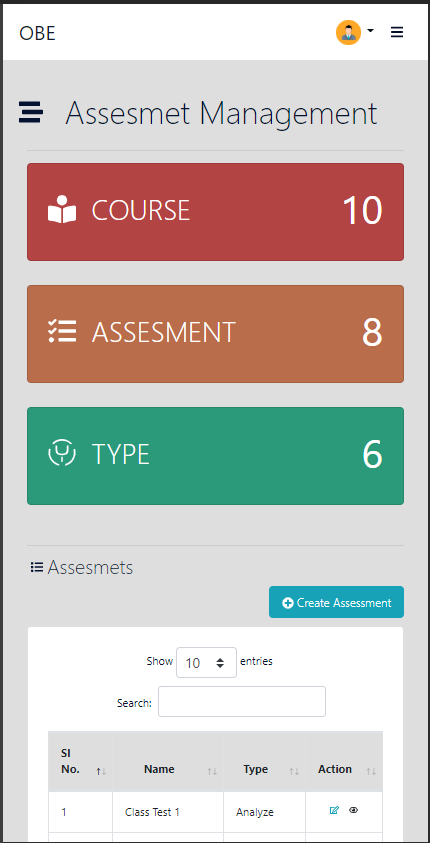 OBE
Assesmet Management
COURSE 10
ASSESMENT 8
TYPE 6
Assesmets
Create Assessment
Show 10 entries
Search:
Sl No. Name Type Action
1 Class Test 1 Analyze